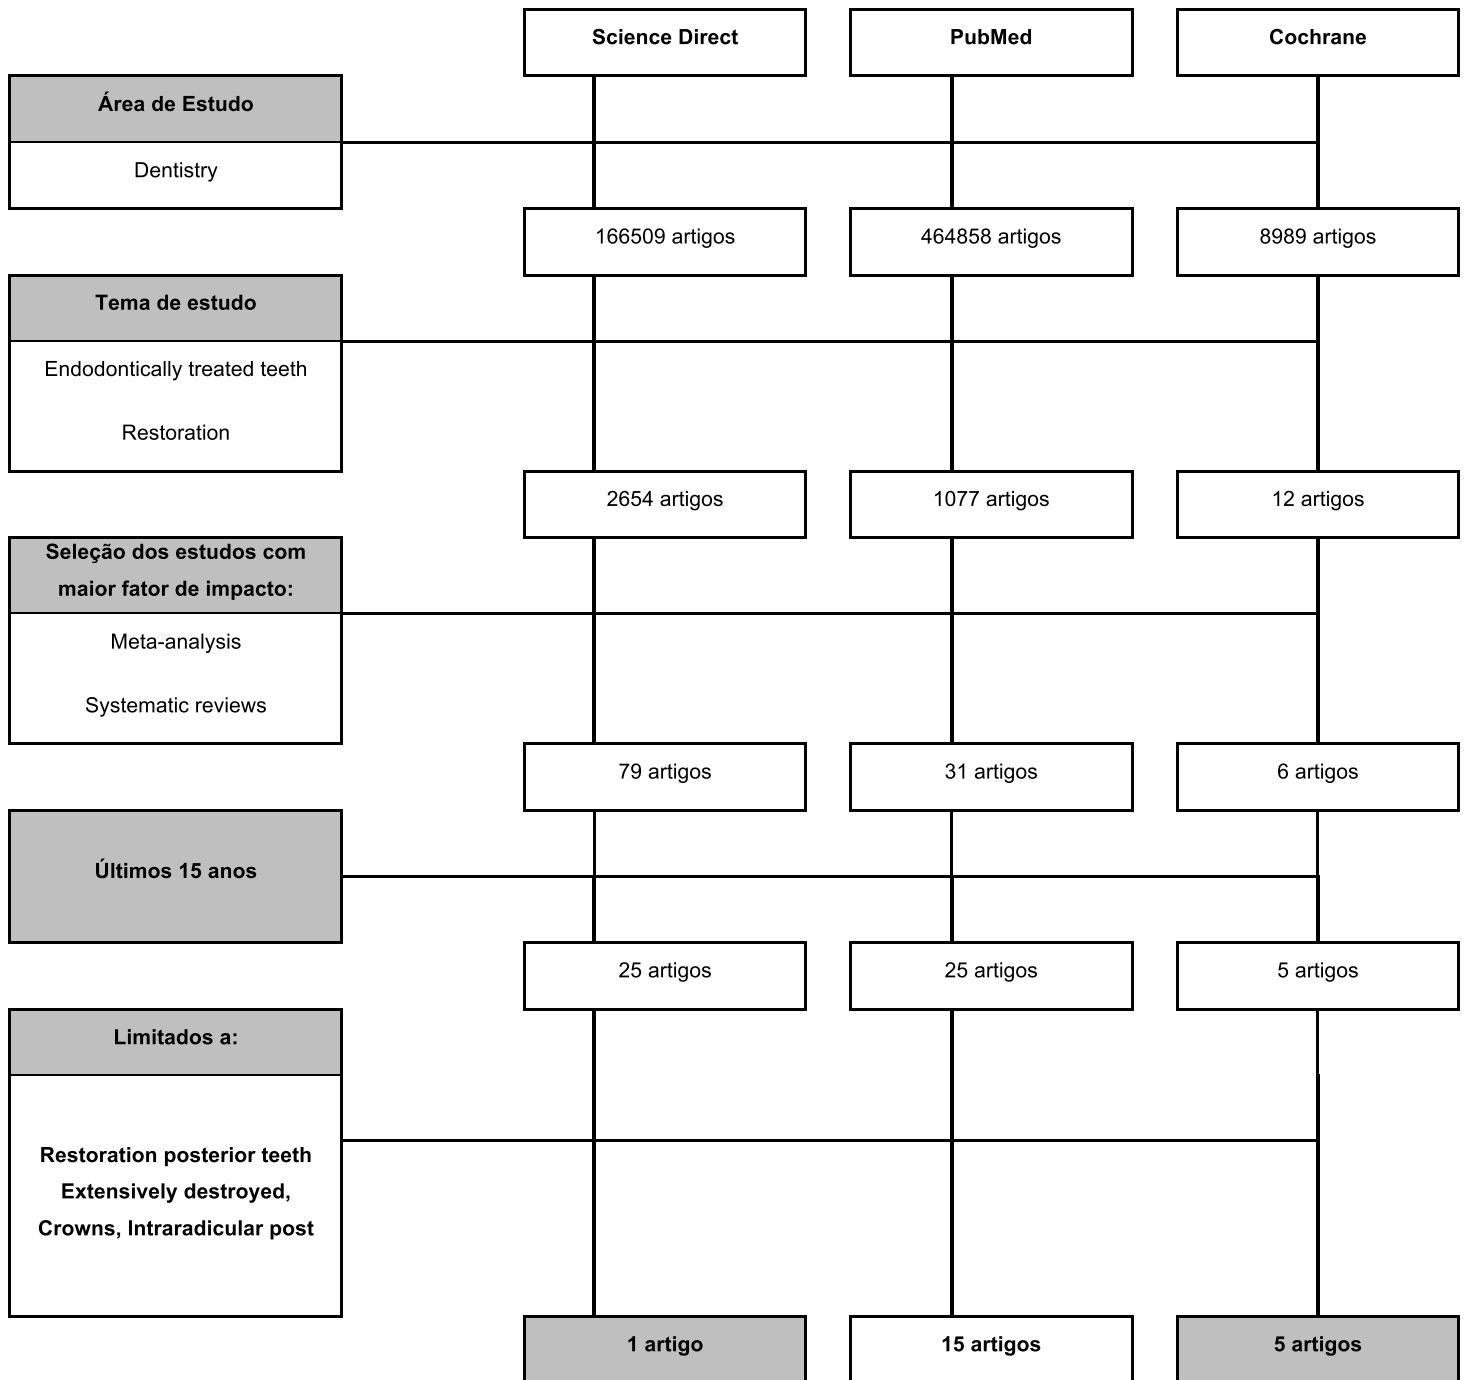 Science Direct
PubMed
Cochrane
Área de Estudo
Dentistry
166509 artigos
464858 artigos
8989 artigos
Tema de estudo
Endodontically treated teeth
Restoration
2654 artigos
1077 artigos
12 artigos
Seleção dos estudos com
maior fator de impacto:
Meta-analysis
Systematic reviews
79 artigos
31 artigos
6 artigos
Últimos 15 anos
25 artigos
25 artigos
5 artigos
Limitados a:
Restoration posterior teeth
Extensively destroyed,
Crowns, Intraradicular post
1 artigo
15 artigos
5 artigos